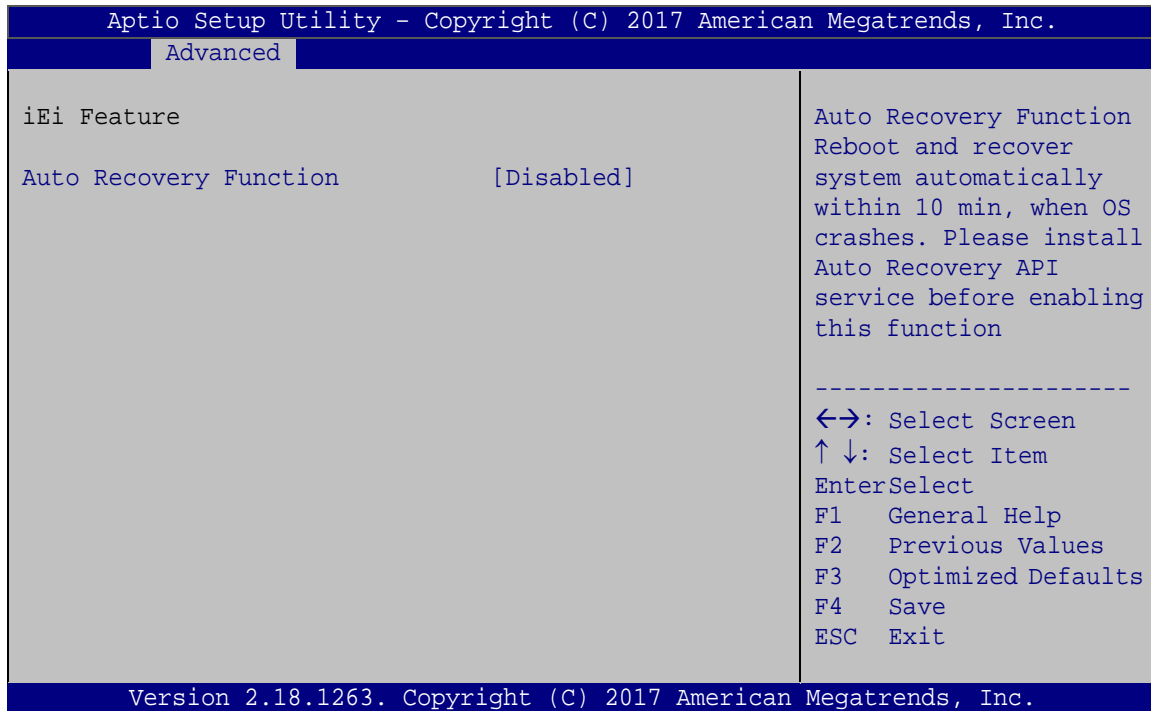 Aptio Setup Utility – Copyright (C) 2017 American Megatrends, Inc.
Advanced
iEi Feature
Auto Recovery Function [Disabled]
Auto Recovery Function
Reboot and recover
system automatically
within 10 min, when OS
crashes. Please install
Auto Recovery API
service before enabling
this function
----------------------
←→: Select Screen
↑ ↓: Select Item
EnterSelect
F1 General Help
F2 Previous Values
F3 Optimized Defaults
F4 Save
ESC Exit
Version 2.18.1263. Copyright (C) 2017 American Megatrends, Inc.